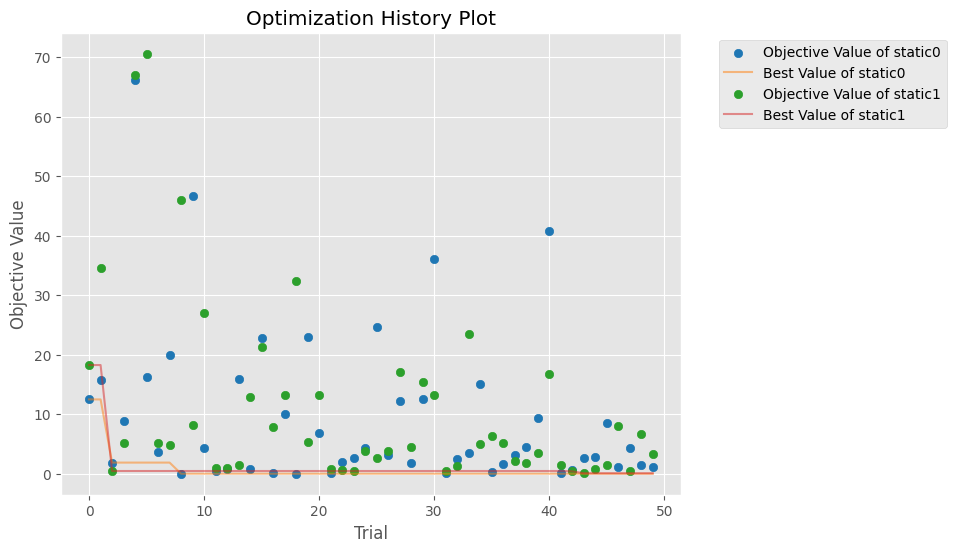 Optimization History Plot
Objective Value
70
60
50
40
30
20
10
0
0 10 20 30 40 50
Trial
Objective Value of static0
Best Value of static0
Objective Value of static1
Best Value of static1